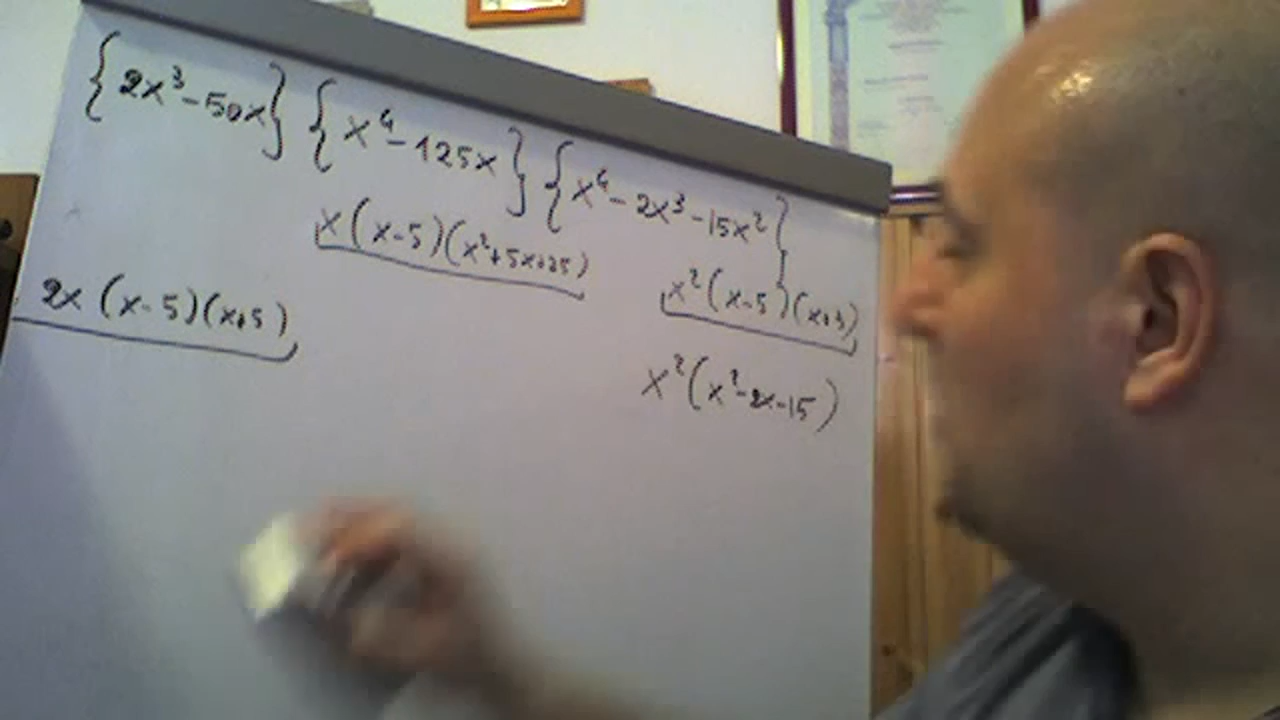 {2x³-50x} {x⁴-125x} {x⁴-2x³-15x²}
x(x-5)(x²+5x+25)
x²(x-5)(x+3)
2x(x-5)(x+5)
x²(x²-2x-15)